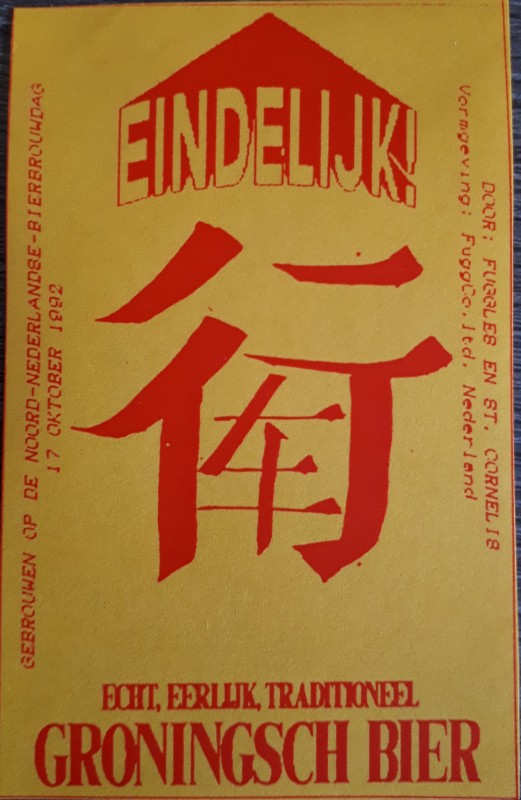 EINDELIJK!
GEBROUWEN OP DE NOORD-NEDERLANDSE-BIERBROUWDAG
17 OKTOBER 1992
DOOR: FUGGLES EN ST. CORNELIS
Vormgeving: FuggCo.ltd, Nederland
ECHT, EERLIJK, TRADITIONEEL
GRONINGSCH BIER